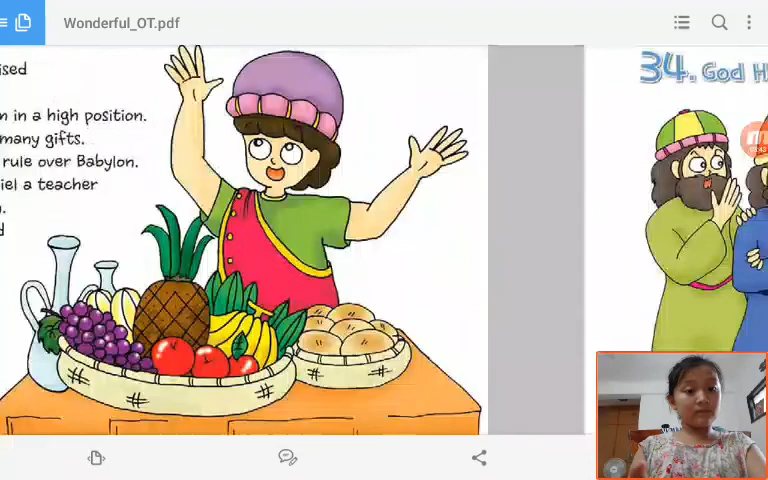 Wonderful_OT.pdf
ised
m in a high position.
many gifts.
rule over Babylon.
iel a teacher
34. God H